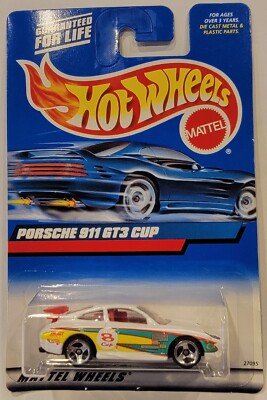 GUARANTEED
FOR LIFE
FOR AGES
OVER 3 YEARS.
DIE CAST METAL &
PLASTIC PARTS.
HOT WHEELS
MATTEL
®
PORSCHE 911 GT3 CUP
8
Cup
27091
MATTEL WHEELS